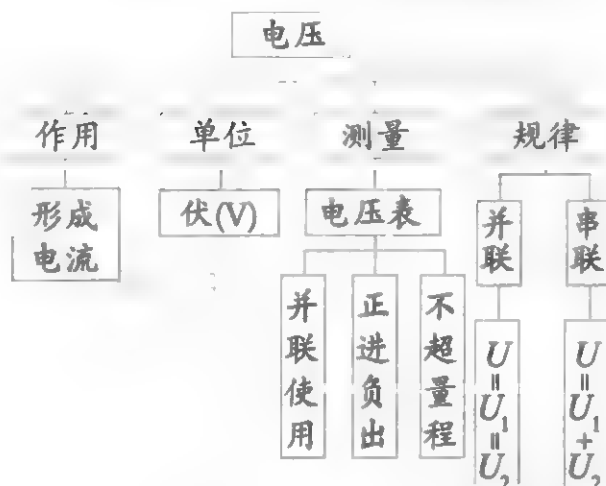 电压
作用
单位
测量
规律
形成
电流
伏(V)
电压表
并联
串联
并联使用
正进负出
不超量程
U=U₁=U₂
U=U₁+U₂